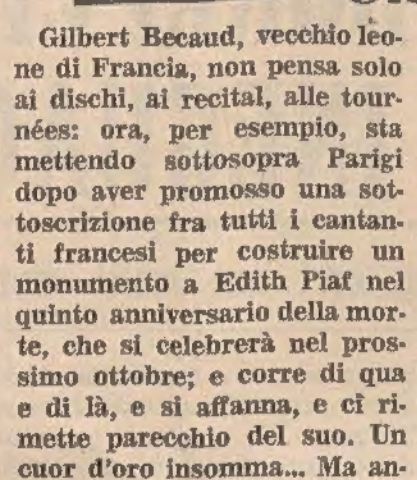 Gilbert Becaud, vecchio leo-
ne di Francia, non pensa solo
ai dischi, ai recital, alle tour-
nées: ora, per esempio, sta
mettendo sottosopra Parigi
dopo aver promosso una sot-
toscrizione fra tutti i cantan-
ti francesi per costruire un
monumento a Edith Piaf nel
quinto anniversario della mor-
te, che si celebrerà nel pros-
simo ottobre; e corre di qua
e di là, e si affanna, e ci ri-
mette parecchio del suo. Un
cuor d'oro insomma... Ma an-